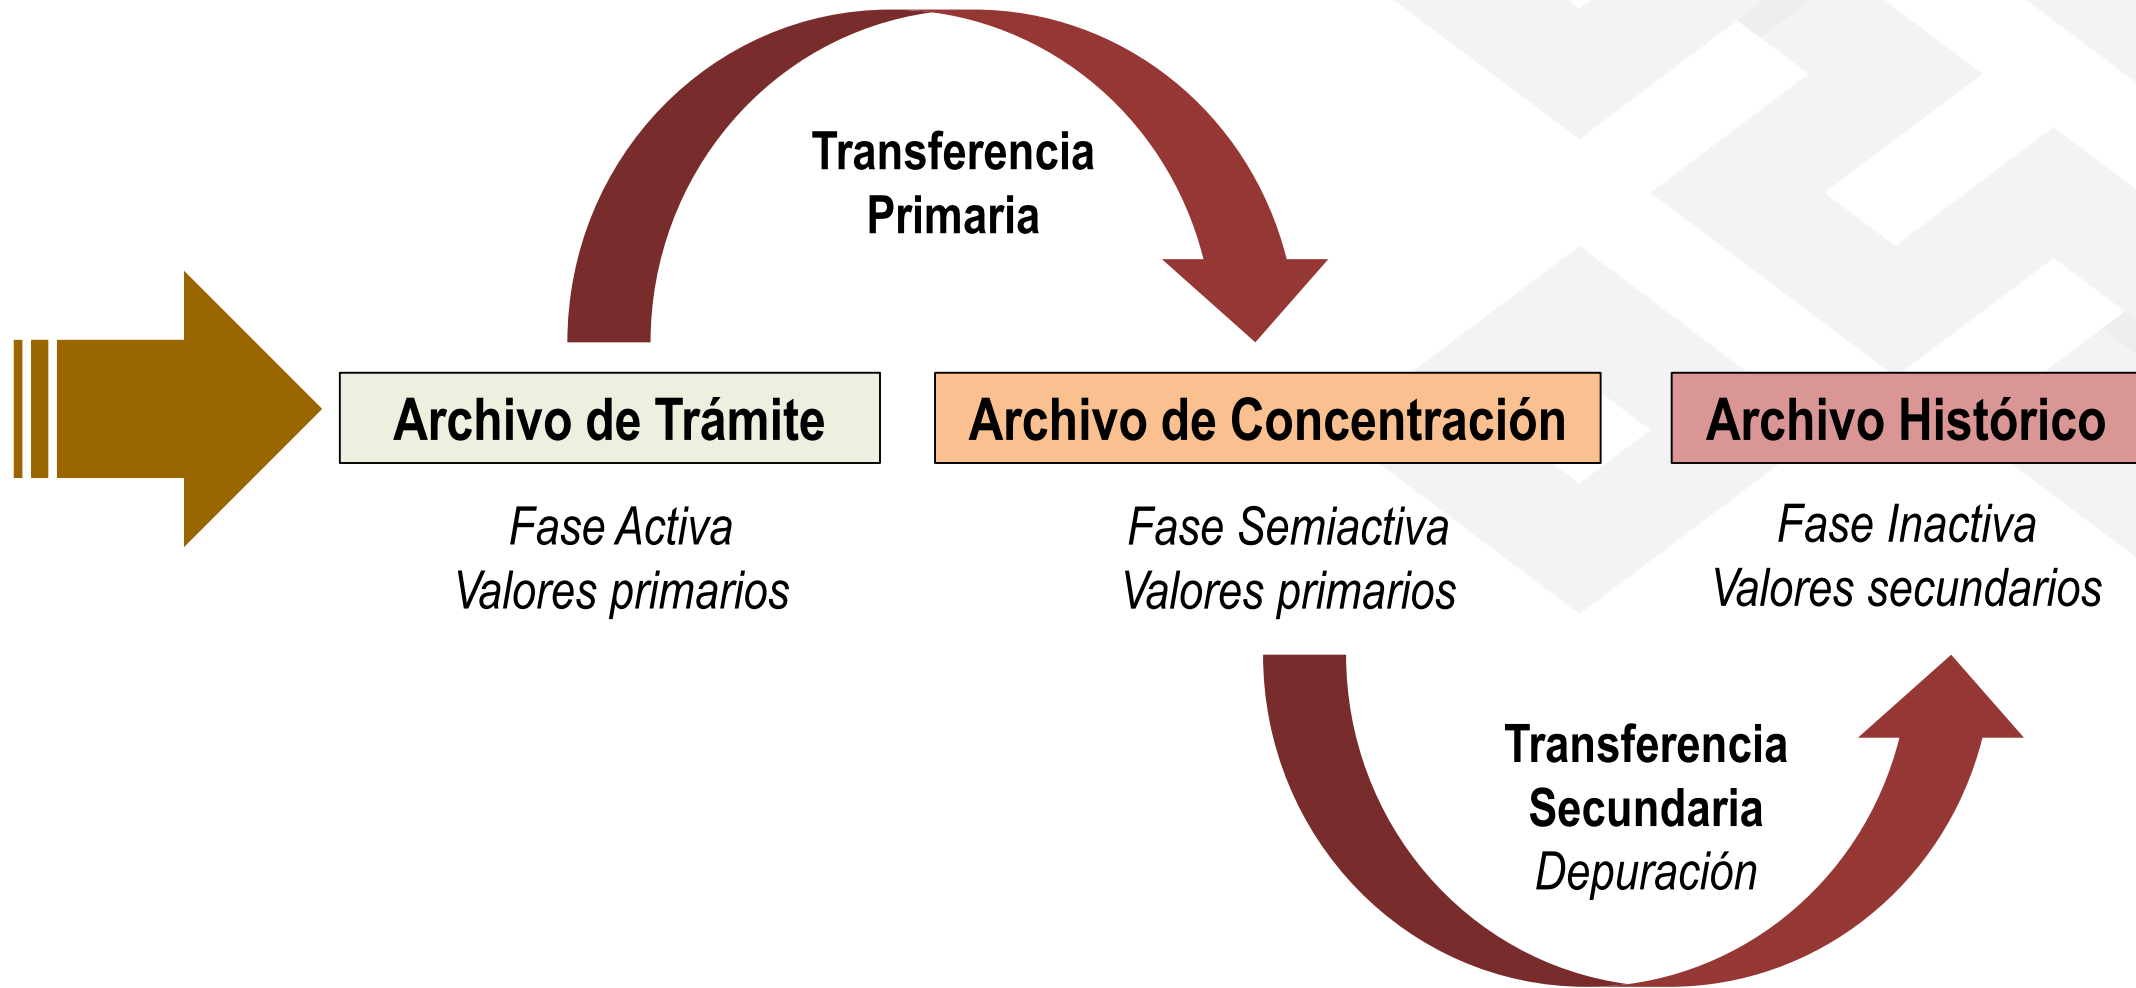 Transferencia
Primaria
Archivo de Trámite
Fase Activa
Valores primarios
Archivo de Concentración
Fase Semiactiva
Valores primarios
Archivo Histórico
Fase Inactiva
Valores secundarios
Transferencia
Secundaria
Depuración